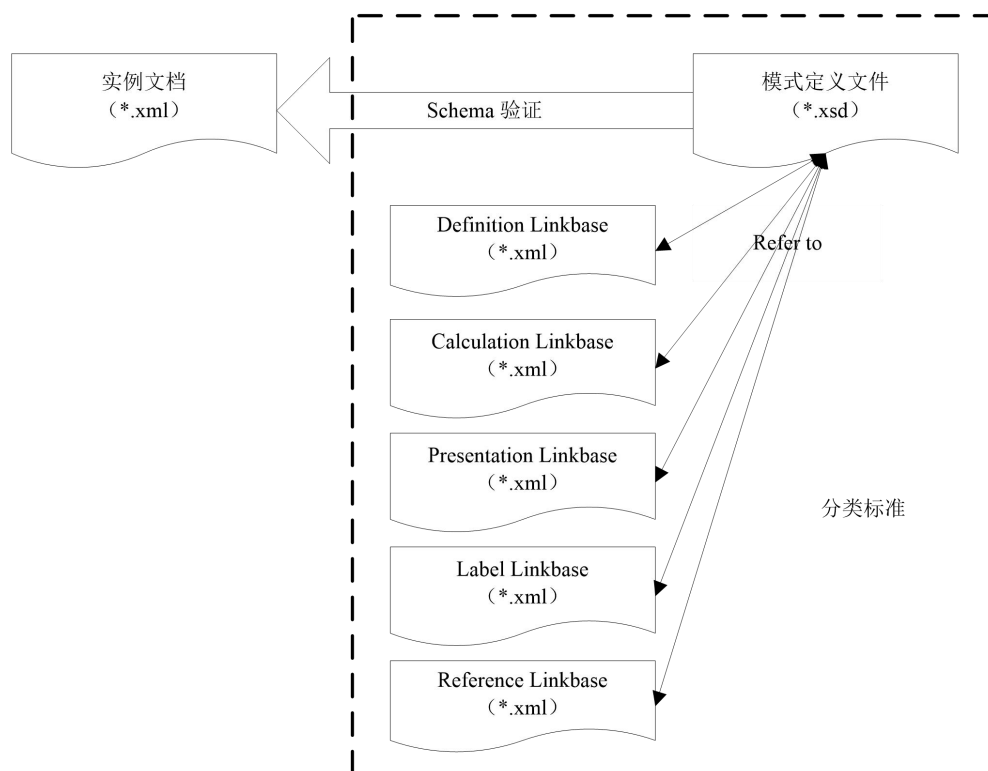 实例文档
（*.xml）
Schema 验证
模式定义文件
（*.xsd）
Definition Linkbase
（*.xml）
Refer to
Calculation Linkbase
（*.xml）
Presentation Linkbase
（*.xml）
分类标准
Label Linkbase
（*.xml）
Reference Linkbase
（*.xml）